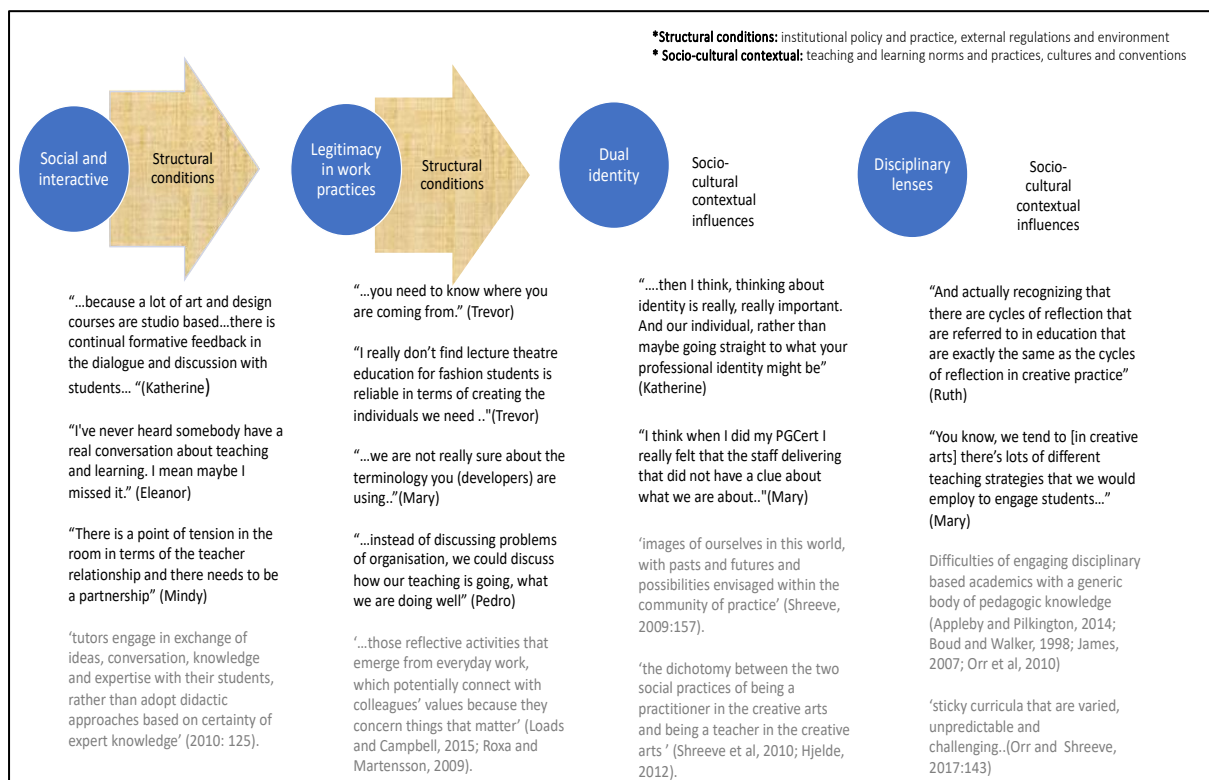 *Structural conditions: institutional policy and practice, external regulations and environment
* Socio-cultural contextual: teaching and learning norms and practices, cultures and conventions
Social and
interactive
Structural
conditions
Legitimacy
in work
practices
Structural
conditions
Dual
identity
Socio-
cultural
contextual
influences
Disciplinary
lenses
Socio-
cultural
contextual
influences
“...because a lot of art and design
courses are studio based...there is
continual formative feedback in
the dialogue and discussion with
students... “(Katherine)
“I've never heard somebody have a
real conversation about teaching
and learning. I mean maybe I
missed it.” (Eleanor)
“There is a point of tension in the
room in terms of the teacher
relationship and there needs to be
a partnership” (Mindy)
‘tutors engage in exchange of
ideas, conversation, knowledge
and expertise with their students,
rather than adopt didactic
approaches based on certainty of
expert knowledge’ (2010: 125).
“...you need to know where you
are coming from.” (Trevor)
“I really don’t find lecture theatre
education for fashion students is
reliable in terms of creating the
individuals we need .."(Trevor)
“...we are not really sure about the
terminology you (developers) are
using..”(Mary)
“...instead of discussing problems
of organisation, we could discuss
how our teaching is going, what
we are doing well” (Pedro)
‘...those reflective activities that
emerge from everyday work,
which potentially connect with
colleagues’ values because they
concern things that matter’ (Loads
and Campbell, 2015; Roxa and
Martensson, 2009).
“....then I think, thinking about
identity is really, really important.
And our individual, rather than
maybe going straight to what your
professional identity might be”
(Katherine)
“I think when I did my PGCert I
really felt that the staff delivering
that did not have a clue about
what we are about.."(Mary)
‘images of ourselves in this world,
with pasts and futures and
possibilities envisaged within the
community of practice’ (Shreeve,
2009:157).
‘the dichotomy between the two
social practices of being a
practitioner in the creative arts
and being a teacher in the creative
arts ’ (Shreeve et al, 2010; Hjelde,
2012).
“And actually recognizing that
there are cycles of reflection that
are referred to in education that
are exactly the same as the cycles
of reflection in creative practice”
(Ruth)
“You know, we tend to [in creative
arts] there’s lots of different
teaching strategies that we would
employ to engage students...”
(Mary)
Difficulties of engaging disciplinary
based academics with a generic
body of pedagogic knowledge
(Appleby and Pilkington, 2014;
Boud and Walker, 1998; James,
2007; Orr et al, 2010)
‘sticky curricula that are varied,
unpredictable and
challenging..(Orr and Shreeve,
2017:143)